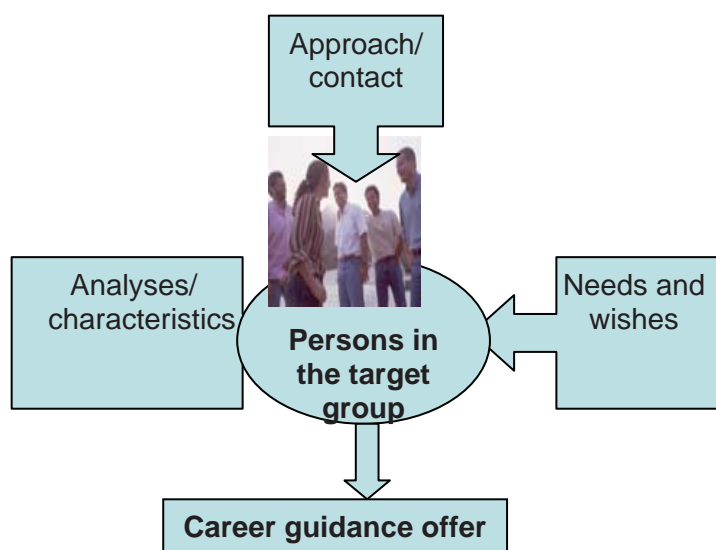 Approach/
contact
Analyses/
characteristics
Needs and
wishes
Persons in
the target
group
Career guidance offer